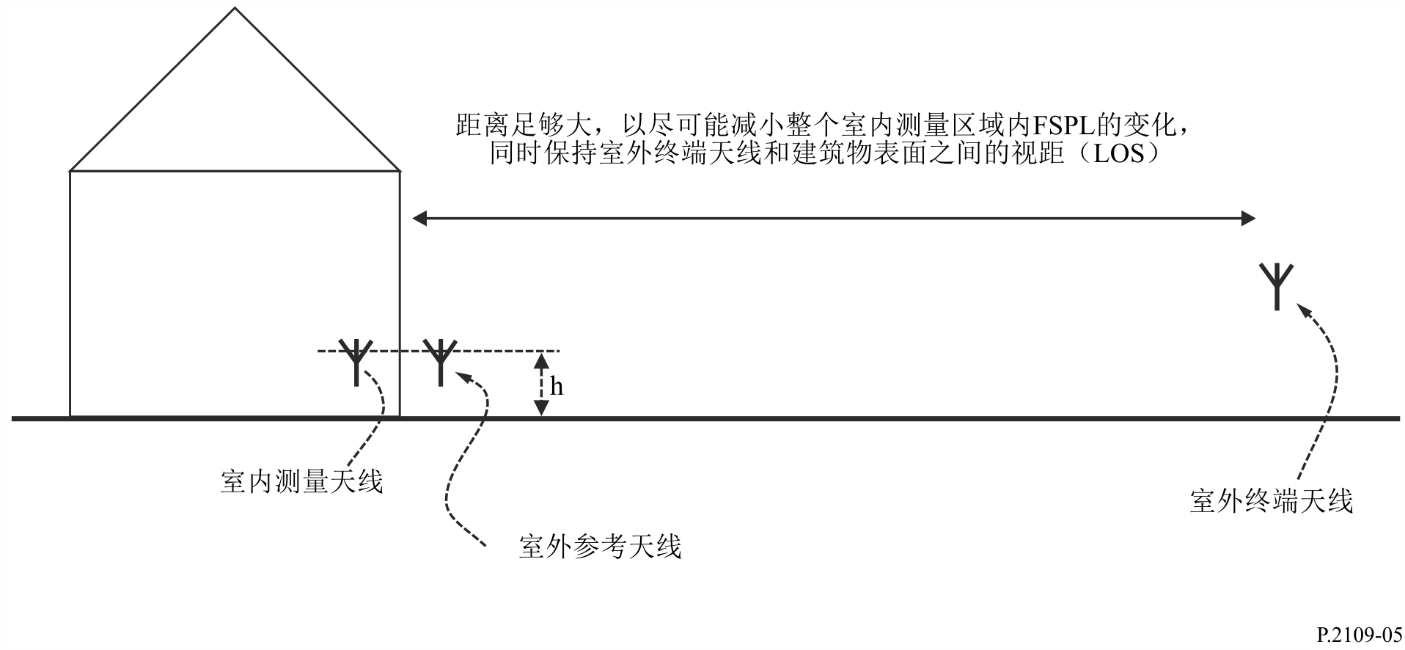 距离足够大，以尽可能减小整个室内测量区域内FSPL的变化，
同时保持室外终端天线和建筑物表面之间的视距（LOS）
h
室内测量天线
室外终端天线
室外参考天线
P.2109-05